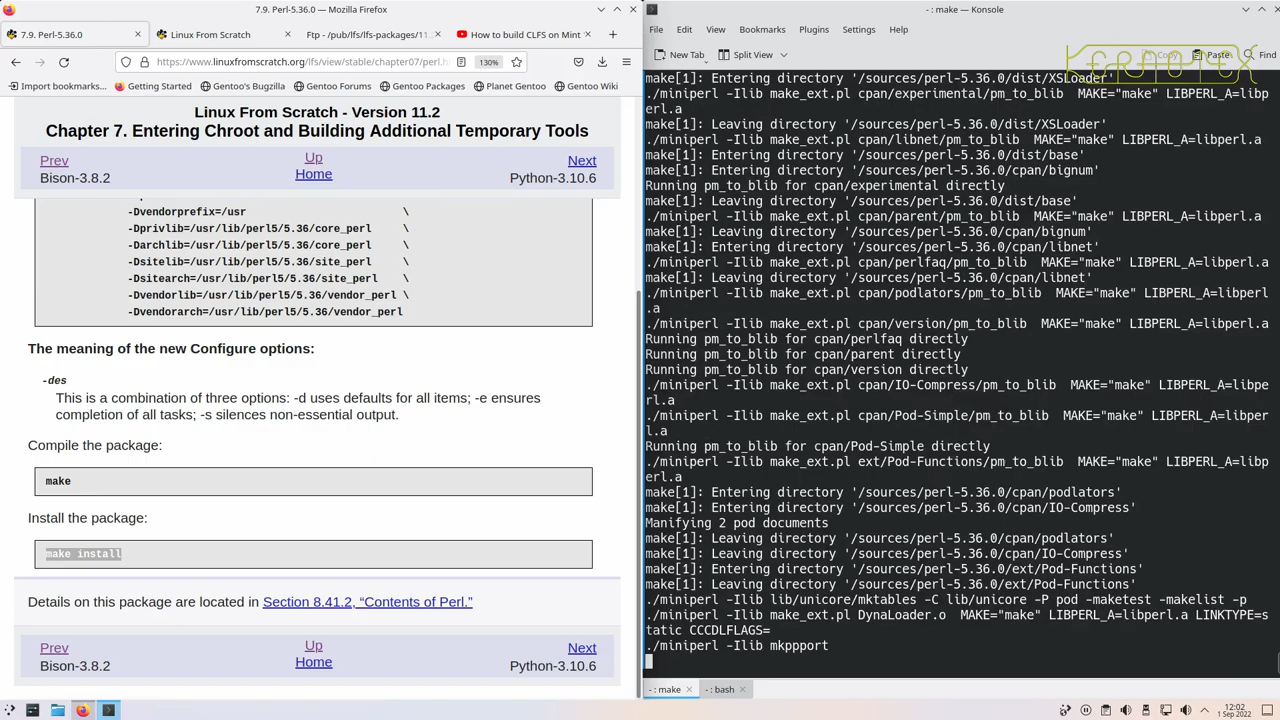 7.9. Perl-5.36.0 — Mozilla Firefox
7.9. Perl-5.36.0
Linux From Scratch
Ftp - /pub/lfs/lfs-packages/11.
How to build CLFS on Mint
https://www.linuxfromscratch.org/lfs/view/stable/chapter07/perl.h
130%
Import bookmarks...
Getting Started
Gentoo's Bugzilla
Gentoo Forums
Gentoo Packages
Planet Gentoo
Gentoo Wiki
Linux From Scratch - Version 11.2
Chapter 7. Entering Chroot and Building Additional Temporary Tools
Prev
Up
Next
Bison-3.8.2
Home
Python-3.10.6
-Dvendorprefix=/usr \
-Dprivlib=/usr/lib/perl5/5.36/core_perl \
-Darchlib=/usr/lib/perl5/5.36/core_perl \
-Dsitelib=/usr/lib/perl5/5.36/site_perl \
-Dsitearch=/usr/lib/perl5/5.36/site_perl \
-Dvendorlib=/usr/lib/perl5/5.36/vendor_perl \
-Dvendorarch=/usr/lib/perl5/5.36/vendor_perl
The meaning of the new Configure options:
-des
This is a combination of three options: -d uses defaults for all items; -e ensures
completion of all tasks; -s silences non-essential output.
Compile the package:
make
Install the package:
make install
Details on this package are located in Section 8.41.2, “Contents of Perl.”
Prev
Up
Next
Bison-3.8.2
Home
Python-3.10.6
- : make — Konsole
File Edit View Bookmarks Plugins Settings Help
New Tab Split View Copy Paste Find
KERNOTEX
make[1]: Entering directory '/sources/perl-5.36.0/dist/XSLoader'
./miniperl -Ilib make_ext.pl cpan/experimental/pm_to_blib  MAKE="make" LIBPERL_A=libp
erl.a
make[1]: Leaving directory '/sources/perl-5.36.0/dist/XSLoader'
./miniperl -Ilib make_ext.pl cpan/libnet/pm_to_blib  MAKE="make" LIBPERL_A=libperl.a
make[1]: Entering directory '/sources/perl-5.36.0/dist/base'
make[1]: Entering directory '/sources/perl-5.36.0/cpan/bignum'
Running pm_to_blib for cpan/experimental directly
make[1]: Leaving directory '/sources/perl-5.36.0/dist/base'
./miniperl -Ilib make_ext.pl cpan/parent/pm_to_blib  MAKE="make" LIBPERL_A=libperl.a
make[1]: Leaving directory '/sources/perl-5.36.0/cpan/bignum'
make[1]: Entering directory '/sources/perl-5.36.0/cpan/libnet'
./miniperl -Ilib make_ext.pl cpan/perlfaq/pm_to_blib  MAKE="make" LIBPERL_A=libperl.a
make[1]: Leaving directory '/sources/perl-5.36.0/cpan/libnet'
./miniperl -Ilib make_ext.pl cpan/podlators/pm_to_blib  MAKE="make" LIBPERL_A=libperl
.a
./miniperl -Ilib make_ext.pl cpan/version/pm_to_blib  MAKE="make" LIBPERL_A=libperl.a
Running pm_to_blib for cpan/perlfaq directly
Running pm_to_blib for cpan/parent directly
Running pm_to_blib for cpan/version directly
./miniperl -Ilib make_ext.pl cpan/IO-Compress/pm_to_blib  MAKE="make" LIBPERL_A=libpe
rl.a
./miniperl -Ilib make_ext.pl cpan/Pod-Simple/pm_to_blib  MAKE="make" LIBPERL_A=libper
l.a
Running pm_to_blib for cpan/Pod-Simple directly
./miniperl -Ilib make_ext.pl ext/Pod-Functions/pm_to_blib  MAKE="make" LIBPERL_A=libp
erl.a
make[1]: Entering directory '/sources/perl-5.36.0/cpan/podlators'
make[1]: Entering directory '/sources/perl-5.36.0/cpan/IO-Compress'
Manifying 2 pod documents
make[1]: Leaving directory '/sources/perl-5.36.0/cpan/podlators'
make[1]: Leaving directory '/sources/perl-5.36.0/cpan/IO-Compress'
make[1]: Entering directory '/sources/perl-5.36.0/ext/Pod-Functions'
make[1]: Leaving directory '/sources/perl-5.36.0/ext/Pod-Functions'
./miniperl -Ilib lib/unicore/mktables -C lib/unicore -P pod -maketest -makelist -p
./miniperl -Ilib make_ext.pl DynaLoader.o  MAKE="make" LIBPERL_A=libperl.a LINKTYPE=s
tatic CCCDLFLAGS=
./miniperl -Ilib mkppport
- : make
- : bash
12:02
1 Sep 2022